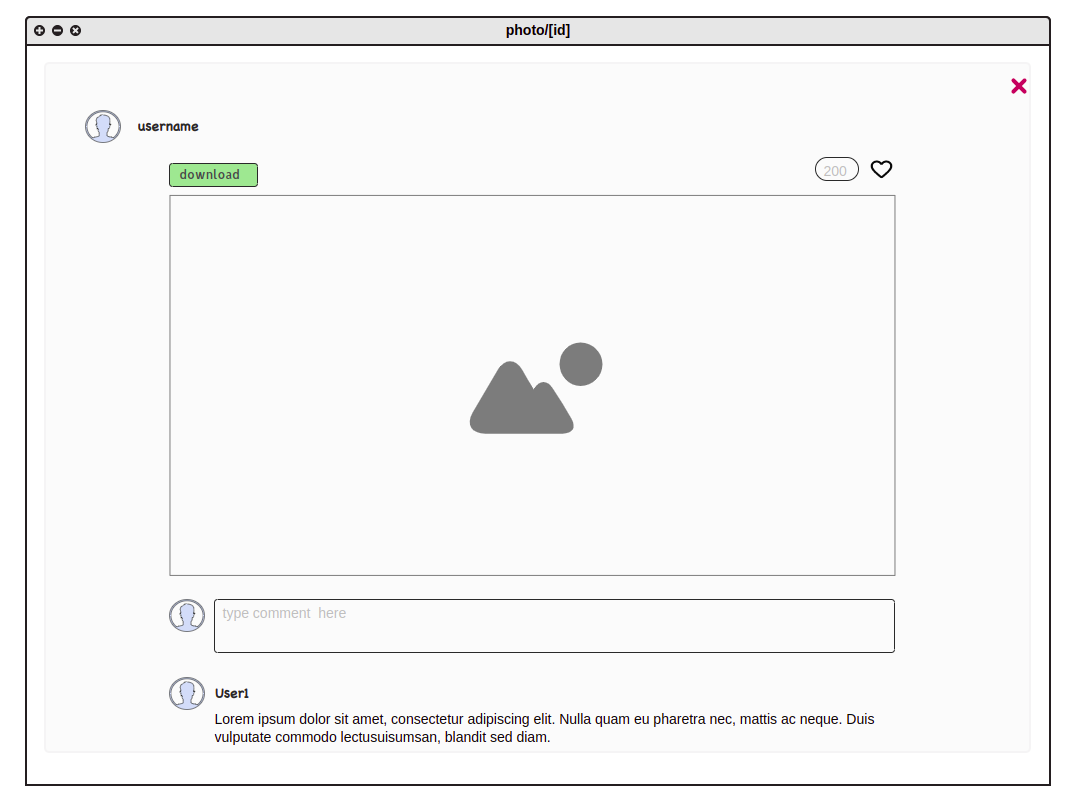 photo/[id]
username
download
200
type comment  here
User1
Lorem ipsum dolor sit amet, consectetur adipiscing elit. Nulla quam eu pharetra nec, mattis ac neque. Duis
vulputate commodo lectusuisumsan, blandit sed diam.